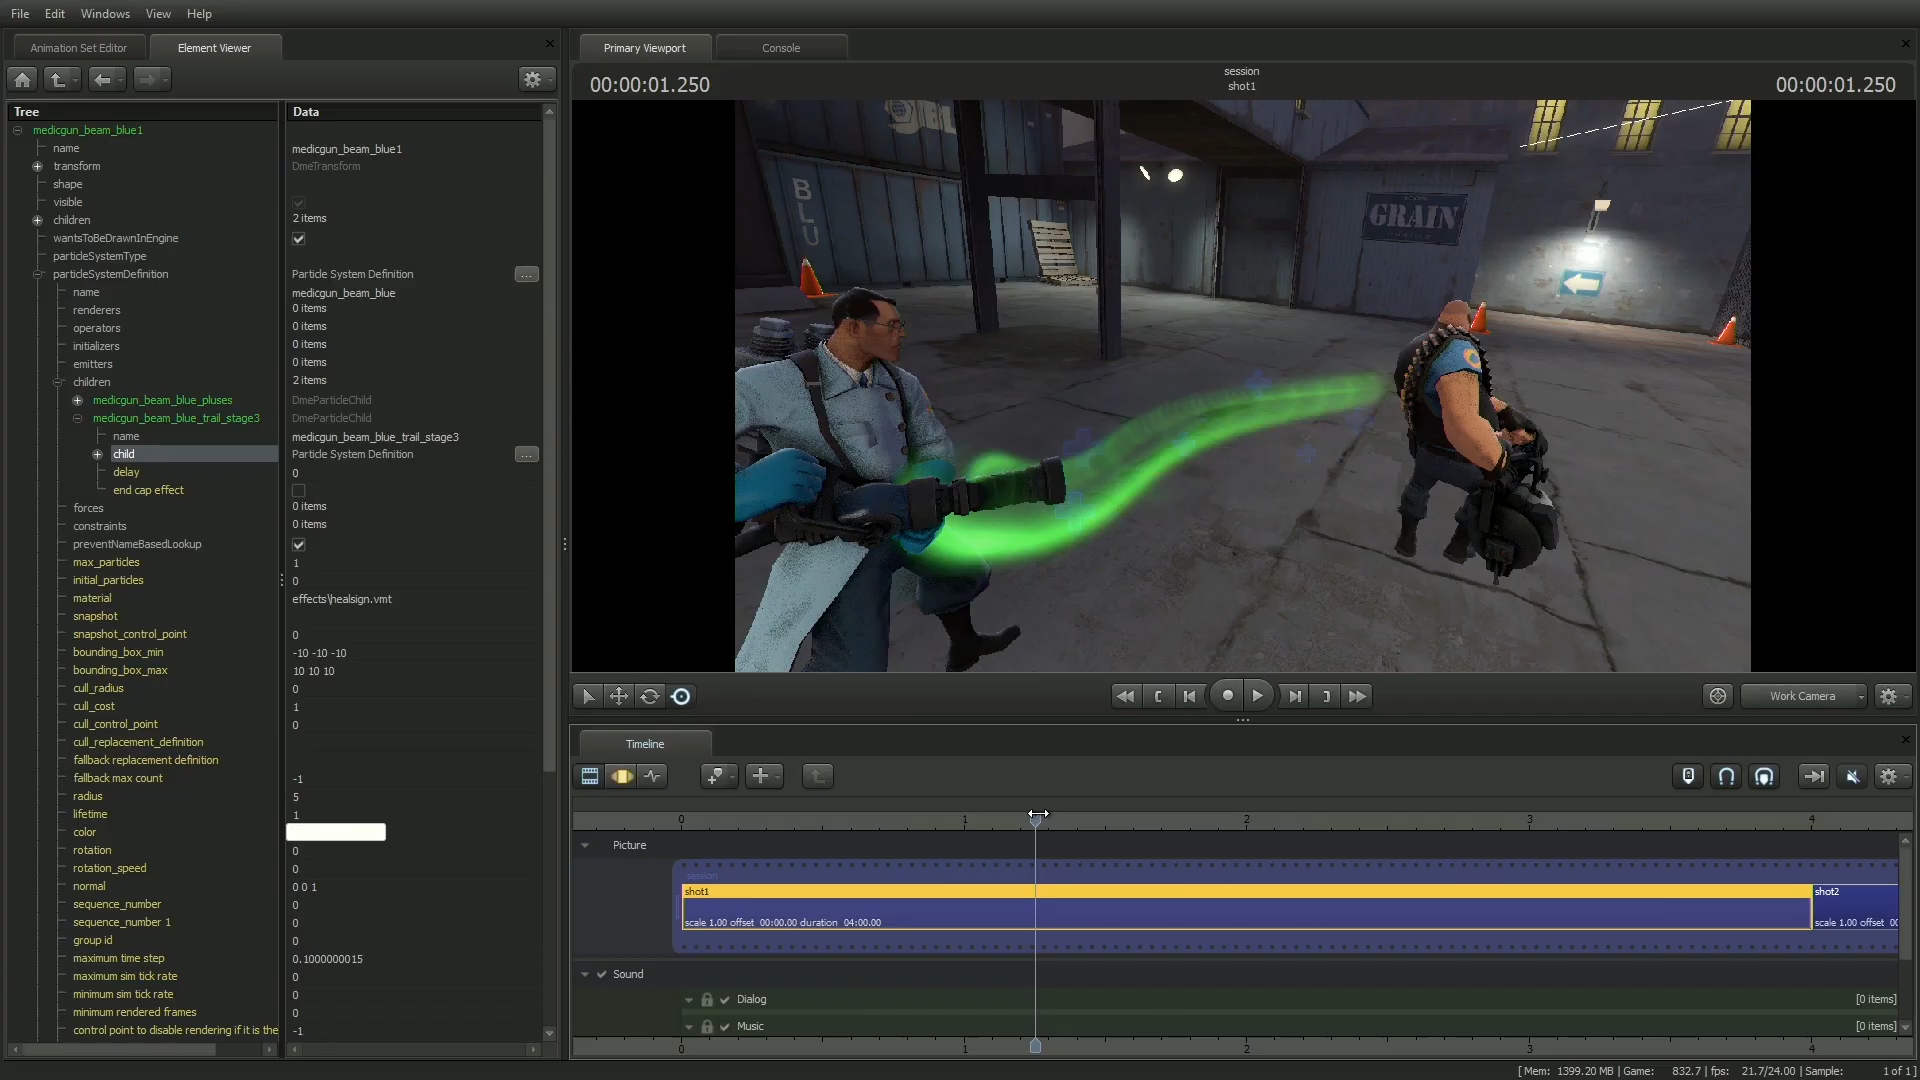 File Edit Windows View Help
Animation Set Editor Element Viewer
Primary Viewport Console
00:00:01.250
session
shot1
00:00:01.250
Tree Data
medicgun_beam_blue1
name medicgun_beam_blue1
transform DmeTransform
shape
visible
children 2 items
wantsToBeDrawnInEngine
particleSystemType
particleSystemDefinition Particle System Definition ...
name medicgun_beam_blue
renderers 0 items
operators 0 items
initializers 0 items
emitters 0 items
children 2 items
medicgun_beam_blue_pluses DmeParticleChild
medicgun_beam_blue_trail_stage3 DmeParticleChild
name medicgun_beam_blue_trail_stage3
child Particle System Definition ...
delay 0
end cap effect
forces 0 items
constraints 0 items
preventNameBasedLookup
max_particles 1
initial_particles 0
material effects\healsign.vmt
snapshot
snapshot_control_point 0
bounding_box_min -10 -10 -10
bounding_box_max 10 10 10
cull_radius 0
cull_cost 1
cull_control_point 0
cull_replacement_definition
fallback replacement definition
fallback max count -1
radius 5
lifetime 1
color
rotation 0
rotation_speed 0
normal 0 0 1
sequence_number 0
sequence_number 1 0
group id 0
maximum time step 0.1000000015
maximum sim tick rate 0
minimum sim tick rate 0
minimum rendered frames 0
control point to disable rendering if it is the -1
BLU
GRAIN
Work Camera
Timeline
0 1 2 3 4
Picture
session
shot1 shot2
scale 1.00 offset 00:00.00 duration 04:00.00 scale 1.00 offset 00
Sound
Dialog [0 items]
Music [0 items]
0 1 2 3 4
[ Mem: 1399.20 MB | Game: 832.7 | fps: 21.7/24.00 | Sample: 1 of 1 ]